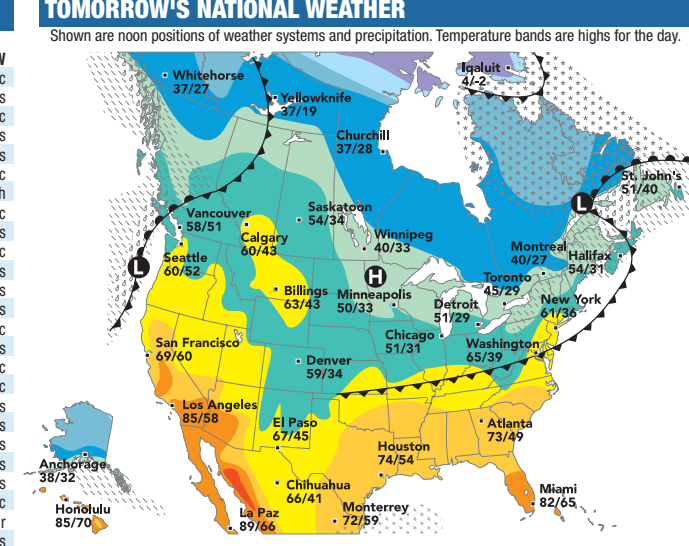 TOMORROW'S NATIONAL WEATHER
Shown are noon positions of weather systems and precipitation. Temperature bands are highs for the day.
W
c
s
c
s
s
c
h
c
s
c
s
s
s
c
s
c
c
s
s
s
s
s
c
r
s
Whitehorse
37/27
Yellowknife
37/19
Iqaluit
4/-2
Churchill
37/28
St. John's
51/40
L
Vancouver
58/51
Saskatoon
54/34
Calgary
60/43
Winnipeg
40/33
Montreal
40/27
Halifax
54/31
L
Seattle
60/52
H
Toronto
45/29
Billings
63/43
Minneapolis
50/33
Detroit
51/29
New York
61/36
San Francisco
69/60
Chicago
51/31
Washington
65/39
Denver
59/34
Los Angeles
85/58
El Paso
67/45
Atlanta
73/49
Houston
74/54
Anchorage
38/32
Chihuahua
66/41
Miami
82/65
Honolulu
85/70
La Paz
89/66
Monterrey
72/59